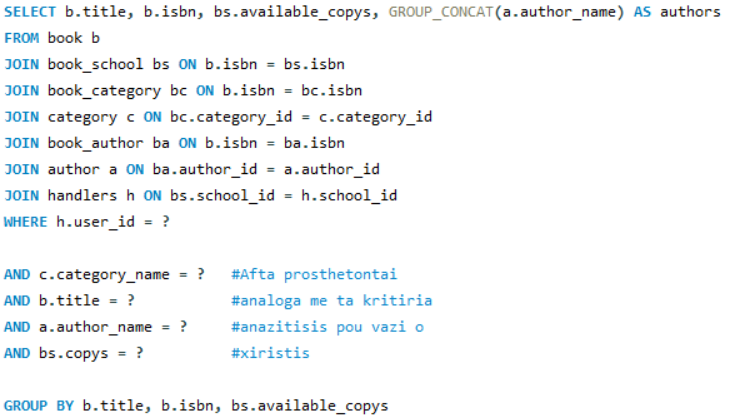 SELECT b.title, b.isbn, bs.available_copys, GROUP_CONCAT(a.author_name) AS authors
FROM book b
JOIN book_school bs ON b.isbn = bs.isbn
JOIN book_category bc ON b.isbn = bc.isbn
JOIN category c ON bc.category_id = c.category_id
JOIN book_author ba ON b.isbn = ba.isbn
JOIN author a ON ba.author_id = a.author_id
JOIN handlers h ON bs.school_id = h.school_id
WHERE h.user_id = ?
AND c.category_name = ? #Afta prosthetontai
AND b.title = ? #analoga me ta kritiria
AND a.author_name = ? #anazitisis pou vazi o
AND bs.copys = ? #xiristis
GROUP BY b.title, b.isbn, bs.available_copys